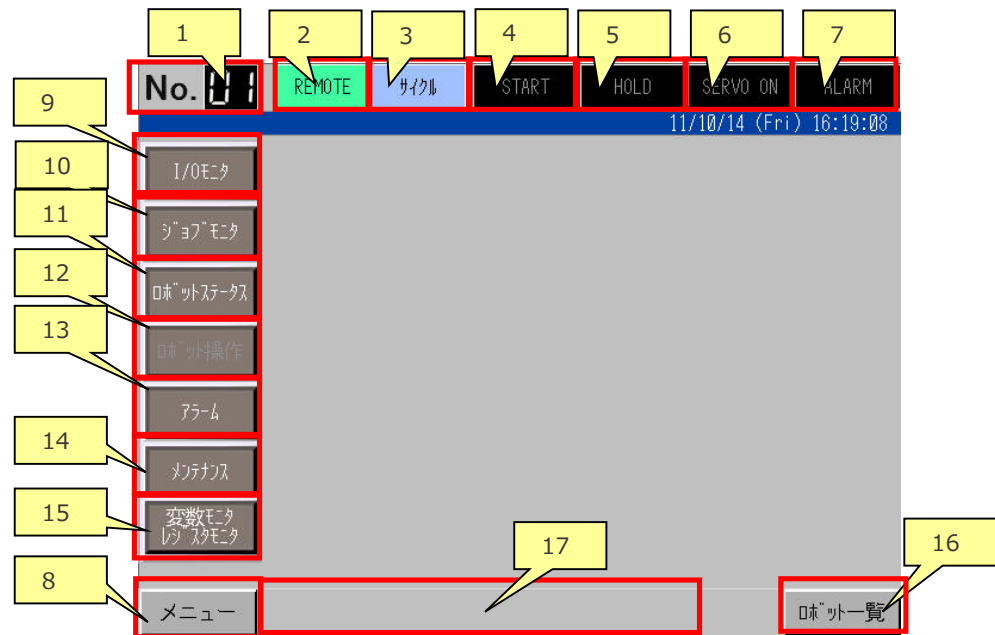 1
2
3
4
5
6
7
No. 01
REMOTE
ｻｲｸﾙ
START
HOLD
SERVO ON
ALARM
11/10/14 (Fri) 16:19:08
9
I/Oﾓﾆﾀ
10
ｼﾞｮﾌﾞﾓﾆﾀ
11
ﾛﾎﾞｯﾄｽﾃｰﾀｽ
12
ﾛﾎﾞｯﾄ操作
13
ｱﾗｰﾑ
14
ﾒﾝﾃﾅﾝｽ
15
変数ﾓﾆﾀ
ﾚｼﾞｽﾀﾓﾆﾀ
17
16
8
メニュー
ﾛﾎﾞｯﾄ一覧